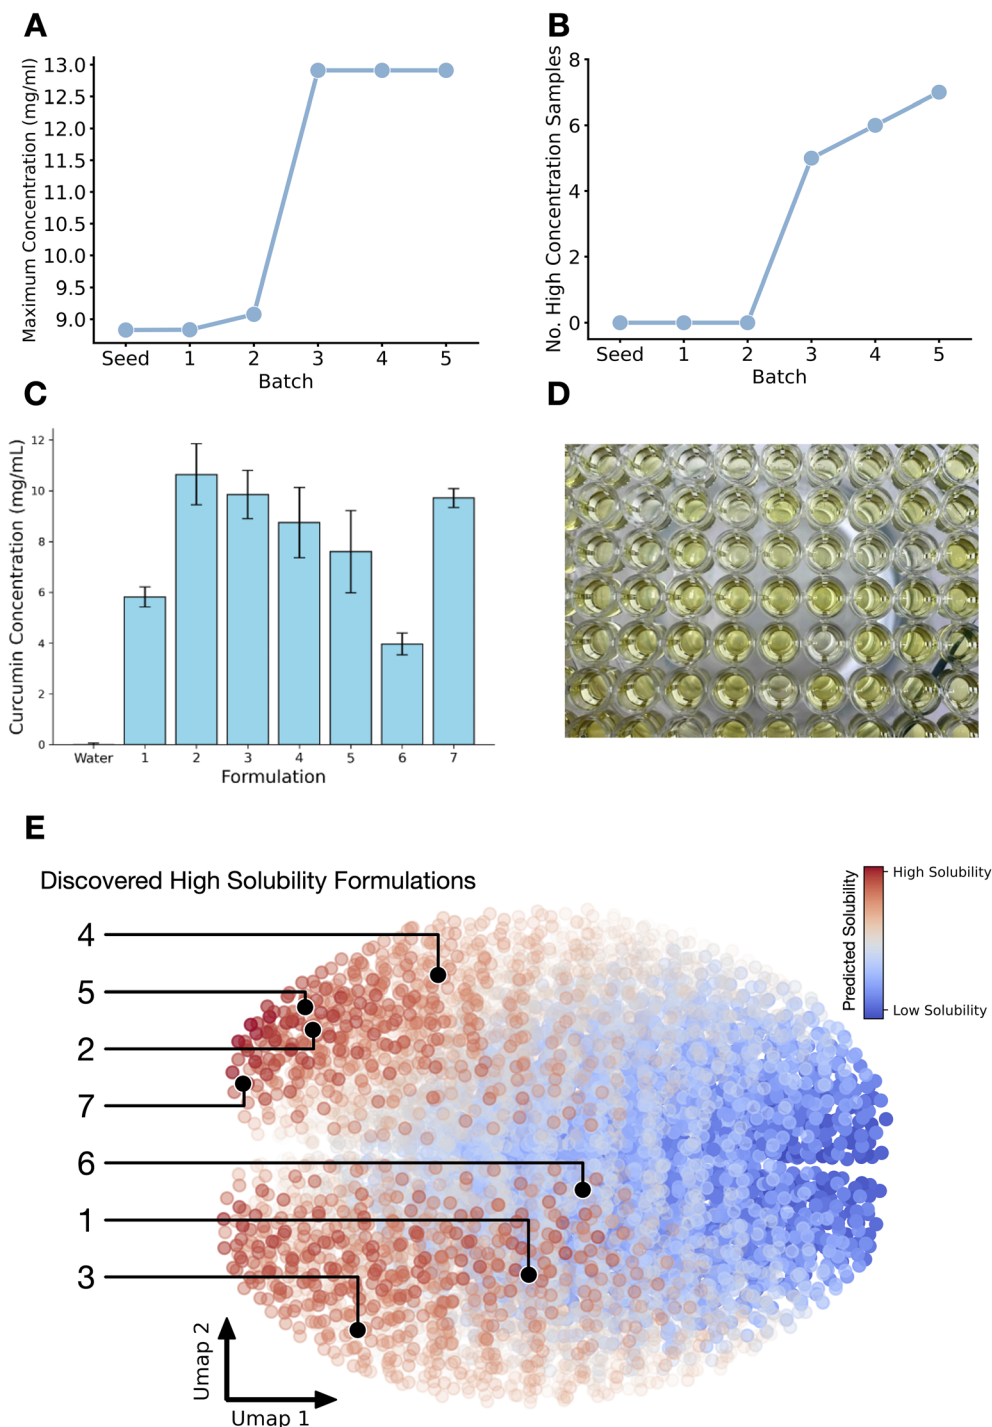 A
Maximum Concentration (mg/ml)
13.0
12.5
12.0
11.5
11.0
10.5
10.0
9.5
9.0
Seed 1 2 3 4 5
Batch
B
No. High Concentration Samples
8
6
4
2
0
Seed 1 2 3 4 5
Batch
C
Curcumin Concentration (mg/mL)
12
10
8
6
4
2
0
Water 1 2 3 4 5 6 7
Formulation
D
E
Discovered High Solubility Formulations
Predicted Solubility
High Solubility
Low Solubility
4
5
2
7
6
1
3
Umap 2
Umap 1